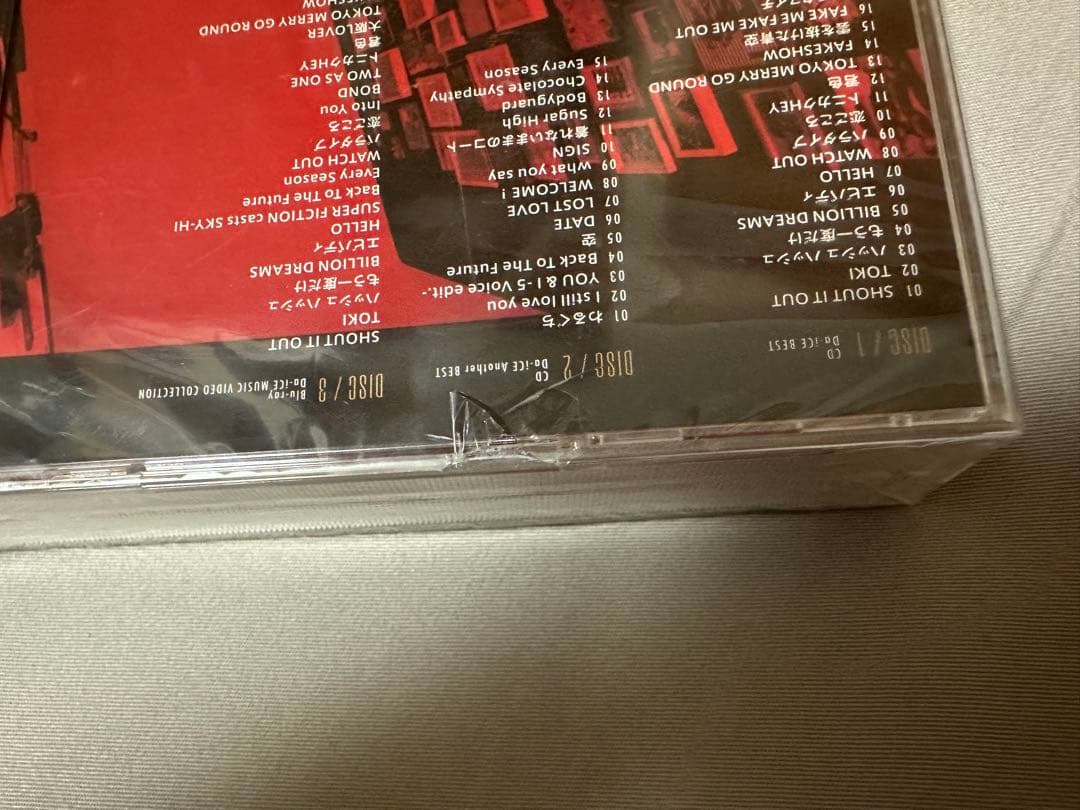 DISC / 1 CD
Da-iCE BEST
01 SHOUT IT OUT
02 TOKI
03 ハッシュ ハッシュ
04 もう一度だけ
05 BILLION DREAMS
06 エビバディ
07 HELLO
08 WATCH OUT
09 パラダイブ
10 恋ごころ
11 トニカクHEY
12 君色
13 TOKYO MERRY GO ROUND
14 FAKESHOW
15 雲を抜けた青空
16 FAKE ME FAKE ME OUT
DISC / 2 CD
Da-iCE Another BEST
01 わるぐち
02 I still love you
03 YOU & I -5 Voice edit.-
04 Back To The Future
05 空
06 DATE
07 LOST LOVE
08 WELCOME !
09 what you say
10 SIGN
11 着れないままのコート
12 Sugar High
13 Bodyguard
14 Chocolate Sympathy
15 Every Season
DISC / 3 Blu-ray
Da-iCE MUSIC VIDEO COLLECTION
SHOUT IT OUT
TOKI
ハッシュ ハッシュ
もう一度だけ
BILLION DREAMS
エビバディ
HELLO
SUPER FICTION casts SKY-HI
Back To The Future
Every Season
WATCH OUT
パラダイブ
恋ごころ
Into You
BOND
TWO AS ONE
トニカクHEY
君色
大阪LOVER
TOKYO MERRY GO ROUND